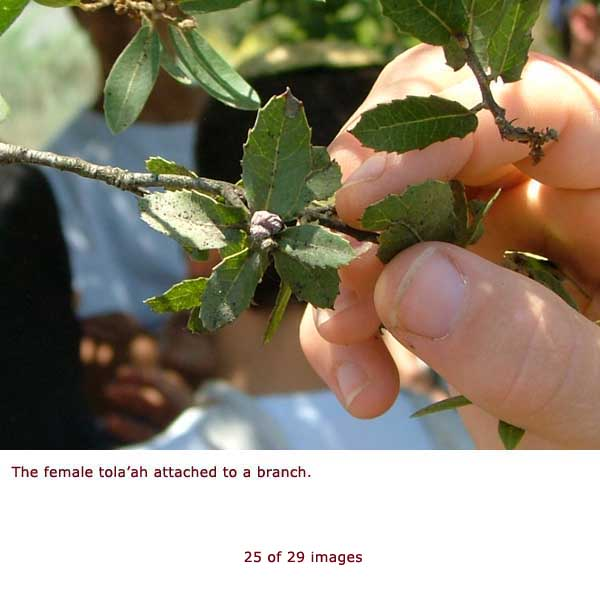 The female tola’ah attached to a branch.
25 of 29 images